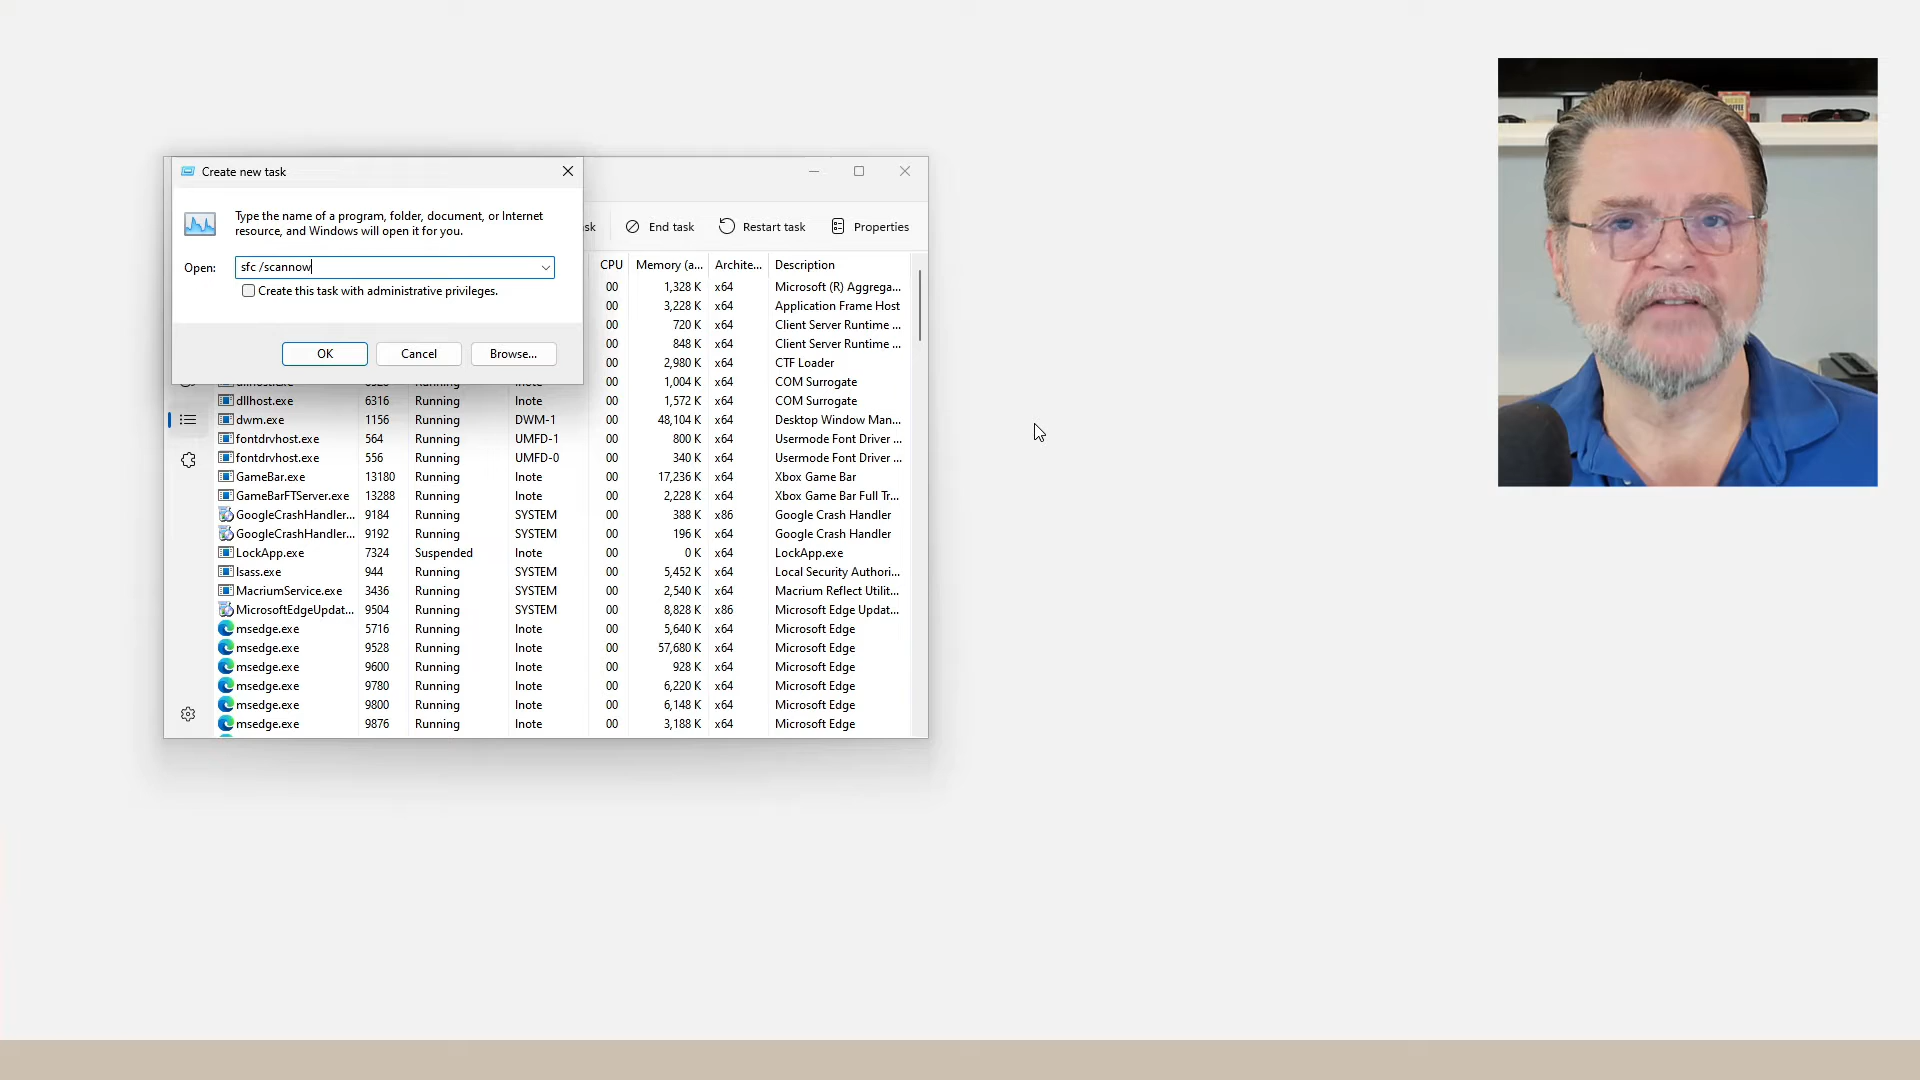 Create new task
Type the name of a program, folder, document, or Internet
resource, and Windows will open it for you.
Open: sfc /scannow
Create this task with administrative privileges.
OK Cancel Browse...
sk End task Restart task Properties
CPU Memory (a... Archite... Description
00 1,328 K x64 Microsoft (R) Aggrega...
00 3,228 K x64 Application Frame Host
00 720 K x64 Client Server Runtime ...
00 848 K x64 Client Server Runtime ...
00 2,980 K x64 CTF Loader
00 1,004 K x64 COM Surrogate
dllhost.exe 6316 Running lnote 00 1,572 K x64 COM Surrogate
dwm.exe 1156 Running DWM-1 00 48,104 K x64 Desktop Window Man...
fontdrvhost.exe 564 Running UMFD-1 00 800 K x64 Usermode Font Driver ...
fontdrvhost.exe 556 Running UMFD-0 00 340 K x64 Usermode Font Driver ...
GameBar.exe 13180 Running lnote 00 17,236 K x64 Xbox Game Bar
GameBarFTServer.exe 13288 Running lnote 00 2,228 K x64 Xbox Game Bar Full Tr...
GoogleCrashHandler... 9184 Running SYSTEM 00 388 K x86 Google Crash Handler
GoogleCrashHandler... 9192 Running SYSTEM 00 196 K x64 Google Crash Handler
LockApp.exe 7324 Suspended lnote 00 0 K x64 LockApp.exe
lsass.exe 944 Running SYSTEM 00 5,452 K x64 Local Security Authori...
MacriumService.exe 3436 Running SYSTEM 00 2,540 K x64 Macrium Reflect Utilit...
MicrosoftEdgeUpdat... 9504 Running SYSTEM 00 8,828 K x86 Microsoft Edge Updat...
msedge.exe 5716 Running lnote 00 5,640 K x64 Microsoft Edge
msedge.exe 9528 Running lnote 00 57,680 K x64 Microsoft Edge
msedge.exe 9600 Running lnote 00 928 K x64 Microsoft Edge
msedge.exe 9780 Running lnote 00 6,220 K x64 Microsoft Edge
msedge.exe 9800 Running lnote 00 6,148 K x64 Microsoft Edge
msedge.exe 9876 Running lnote 00 3,188 K x64 Microsoft Edge